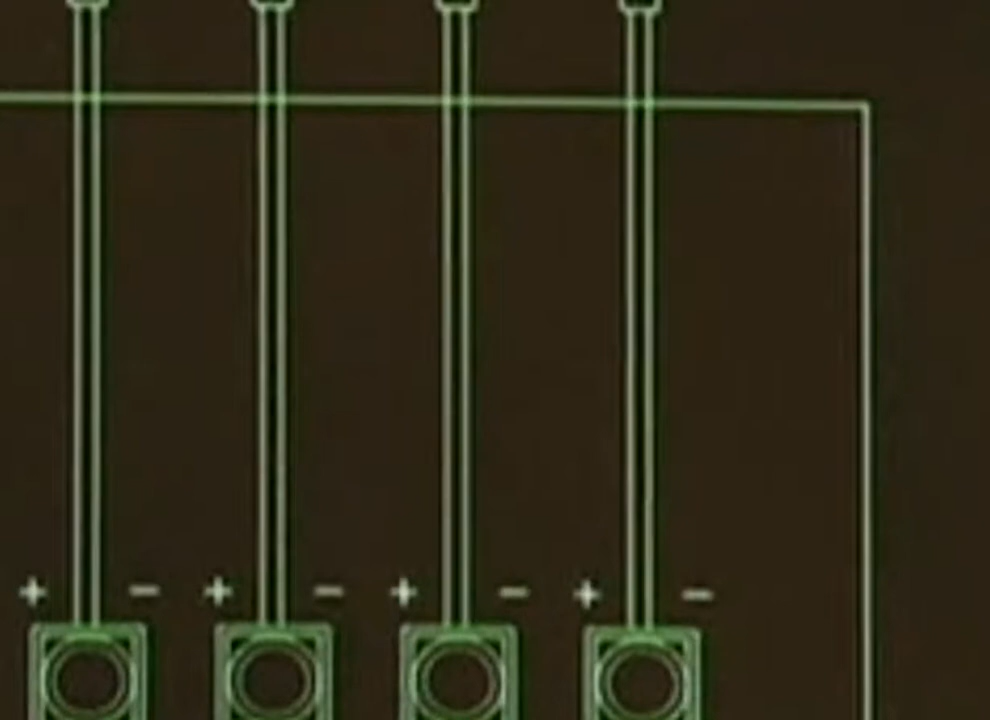 + − + − + − + −